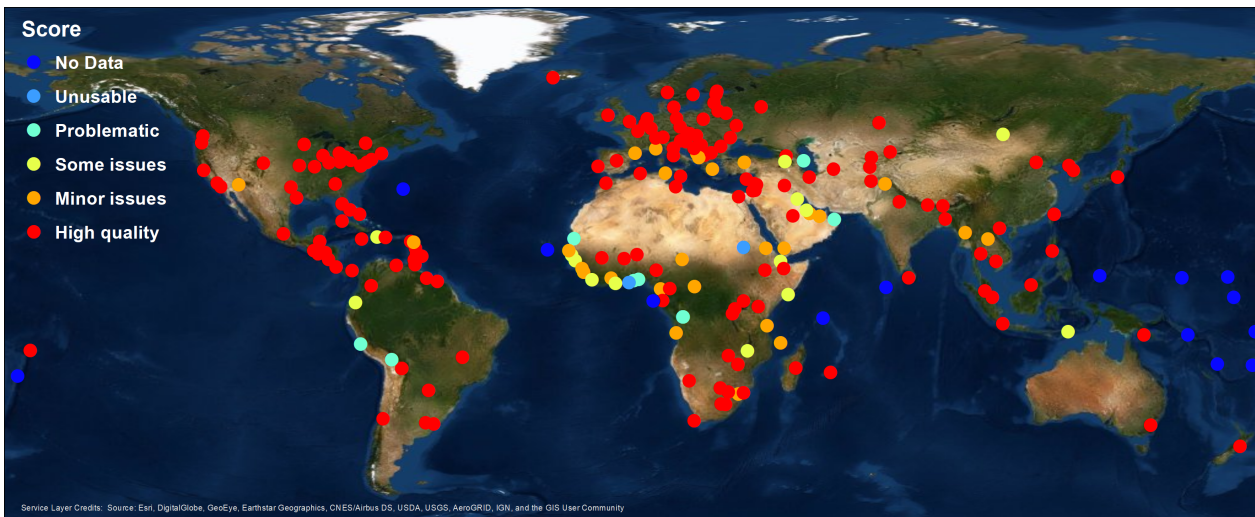 Score
No Data
Unusable
Problematic
Some issues
Minor issues
High quality
Service Layer Credits: Source: Esri, DigitalGlobe, GeoEye, Earthstar Geographics, CNES/Airbus DS, USDA, USGS, AeroGRID, IGN, and the GIS User Community